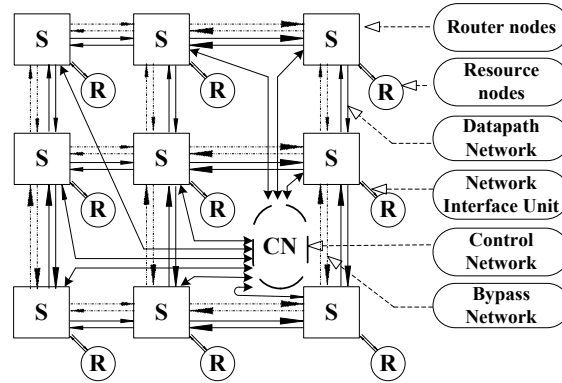 S
S
S
Router nodes
R
R
R
Resource
nodes
Datapath
Network
S
S
S
R
R
R
Network
Interface Unit
CN
Control
Network
Bypass
Network
S
S
S
R
R
R